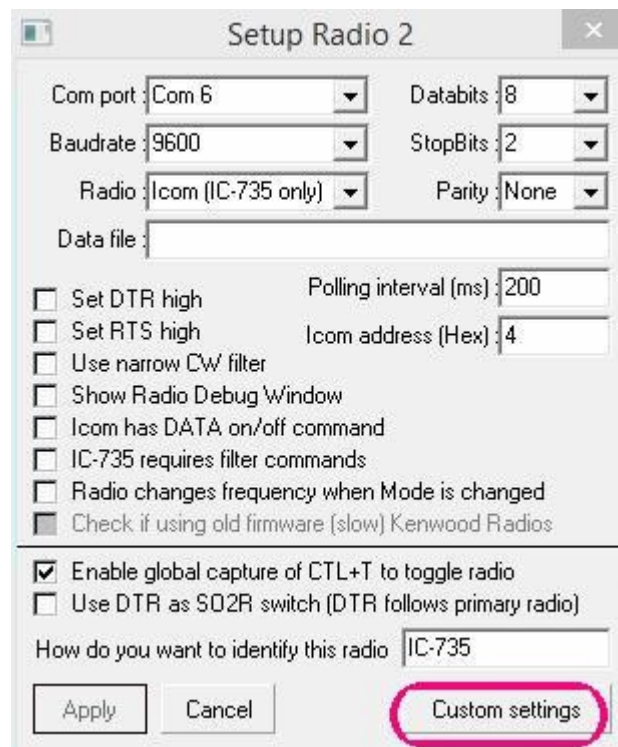 Setup Radio 2
Com port : Com 6 Databits : 8
Baudrate : 9600 StopBits : 2
Radio : Icom (IC-735 only) Parity : None
Data file :
Set DTR high Polling interval (ms) : 200
Set RTS high Icom address (Hex) : 4
Use narrow CW filter
Show Radio Debug Window
Icom has DATA on/off command
IC-735 requires filter commands
Radio changes frequency when Mode is changed
Check if using old firmware (slow) Kenwood Radios
Enable global capture of CTL+T to toggle radio
Use DTR as SO2R switch (DTR follows primary radio)
How do you want to identify this radio IC-735
Apply Cancel Custom settings